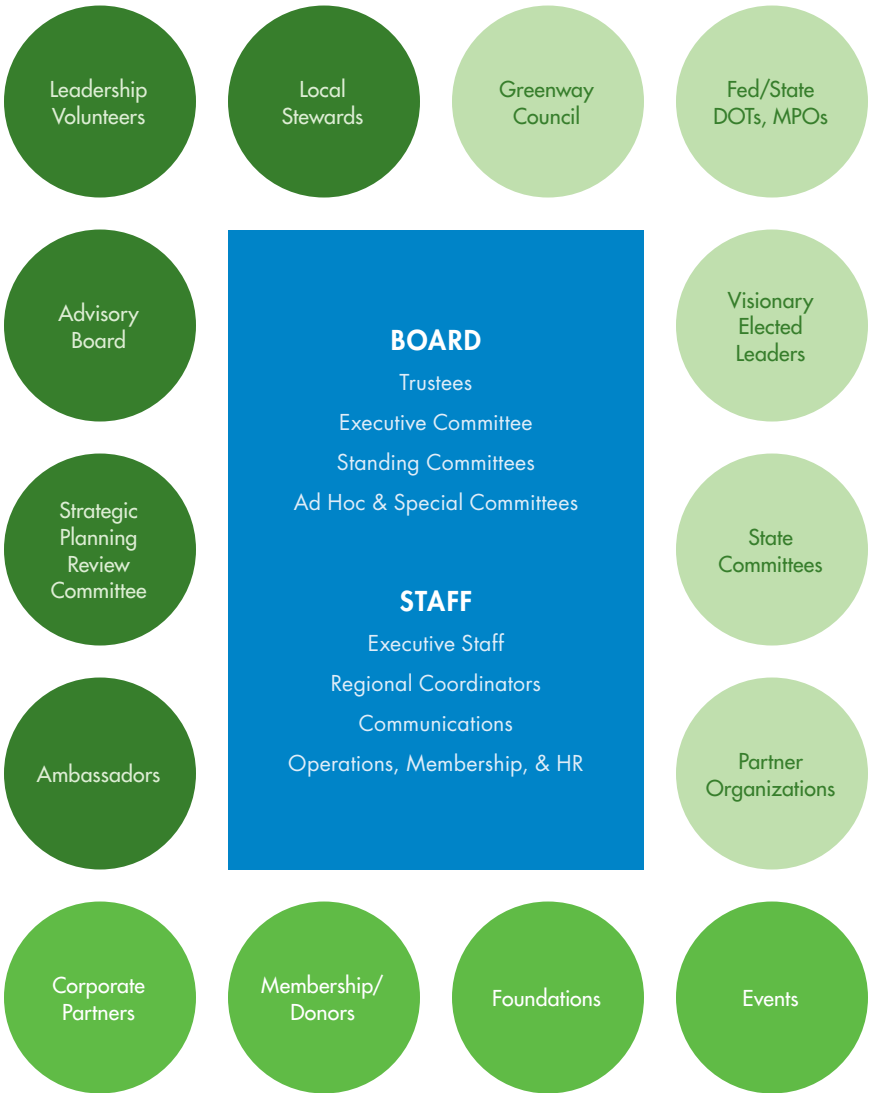 Leadership
Volunteers
Local
Stewards
Greenway
Council
Fed/State
DOTs, MPOs
Advisory
Board
Visionary
Elected
Leaders
BOARD
Trustees
Executive Committee
Standing Committees
Ad Hoc & Special Committees
Strategic
Planning
Review
Committee
State
Committees
STAFF
Executive Staff
Regional Coordinators
Communications
Operations, Membership, & HR
Ambassadors
Partner
Organizations
Corporate
Partners
Membership/
Donors
Foundations
Events